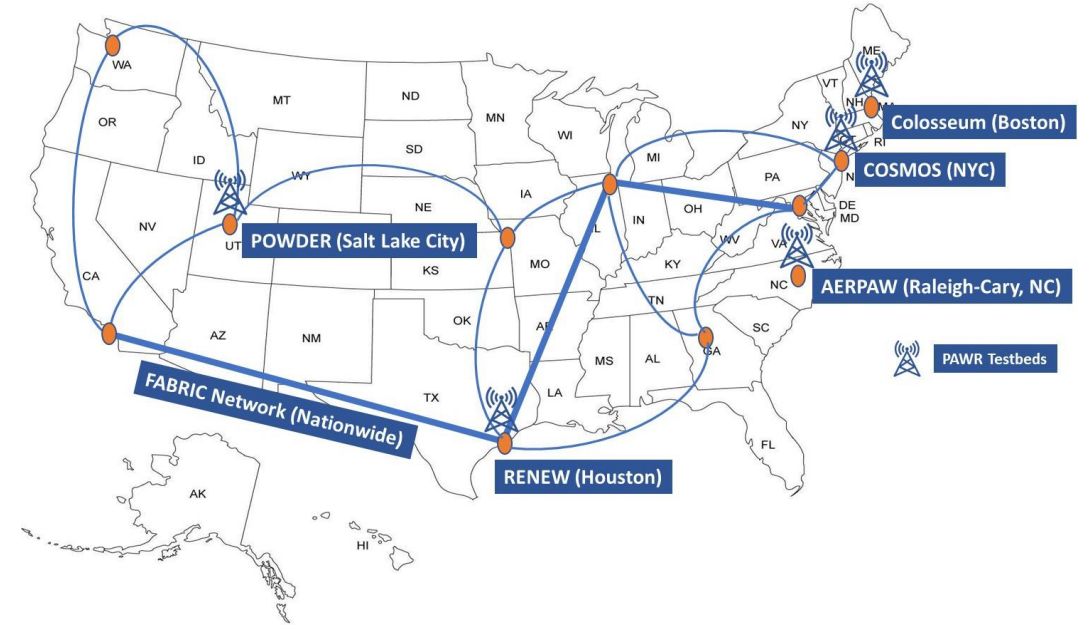 ME
WA
VT
MT
ND
NH
MA
MN
OR
Colosseum (Boston)
NY
WI
CT
RI
SD
MI
ID
WY
COSMOS (NYC)
PA
IA
NE
OH
DE
IN
MD
NV
UT
POWDER (Salt Lake City)
IL
WV
VA
MO
KY
KS
CA
NC
AERPAW (Raleigh-Cary, NC)
TN
OK
AR
SC
AZ
NM
GA
MS
AL
PAWR Testbeds
LA
TX
FABRIC Network (Nationwide)
FL
RENEW (Houston)
AK
HI